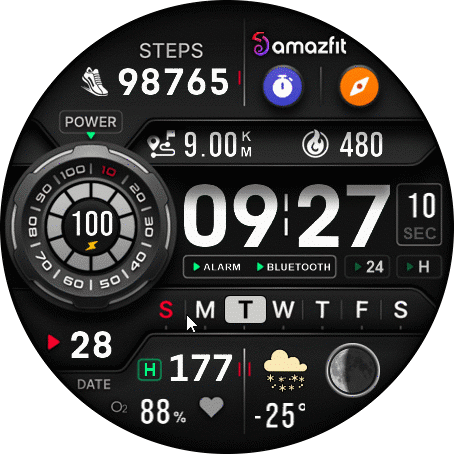 STEPS
98765
amazfit
POWER
9.00 KM
480
10 20 30 40 50 60 70 80 90 100
100
09:27
10
SEC
ALARM
BLUETOOTH
24
H
S M T W T F S
28
DATE
H 177
O₂ 88%
-25°